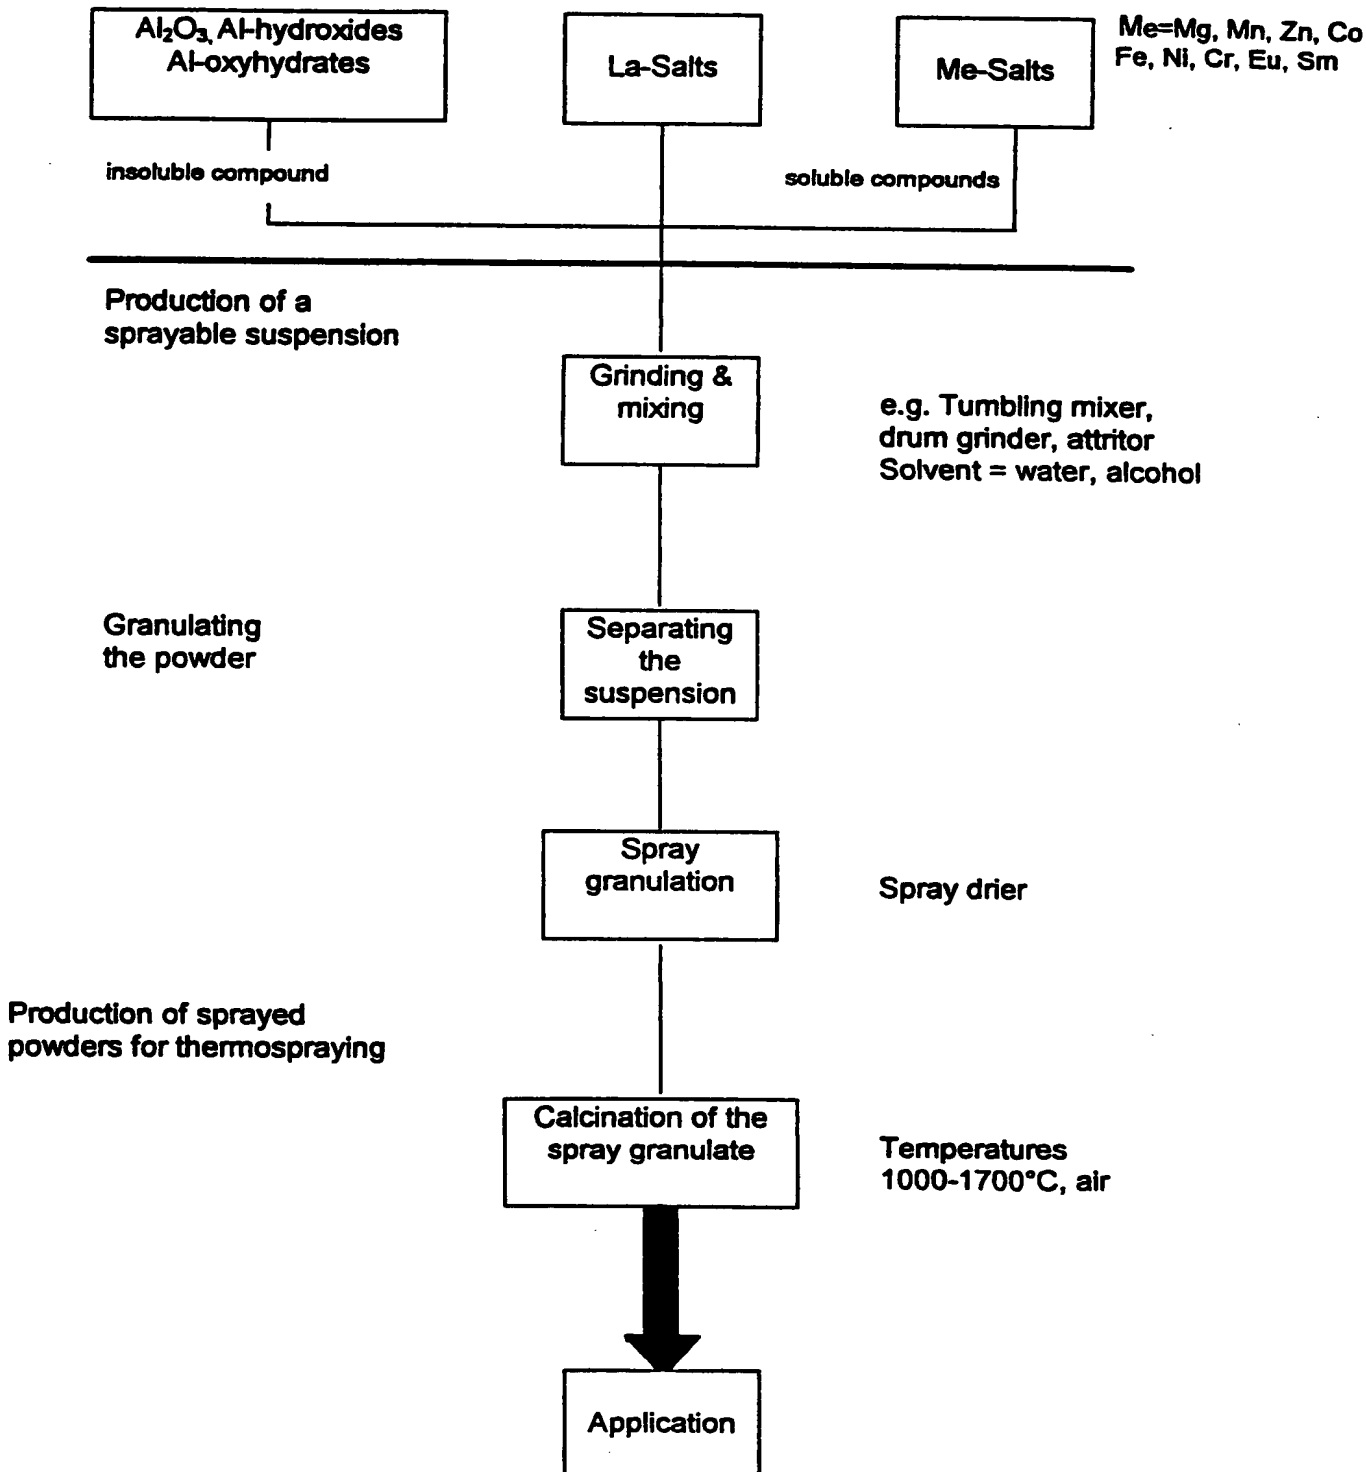 Al₂O₃, Al-hydroxides
Al-oxyhydrates
La-Salts
Me-Salts
Me=Mg, Mn, Zn, Co
Fe, Ni, Cr, Eu, Sm
insoluble compound
soluble compounds
Production of a
sprayable suspension
Grinding &
mixing
e.g. Tumbling mixer,
drum grinder, attritor
Solvent = water, alcohol
Granulating
the powder
Separating
the
suspension
Spray
granulation
Spray drier
Production of sprayed
powders for thermospraying
Calcination of the
spray granulate
Temperatures
1000-1700°C, air
Application